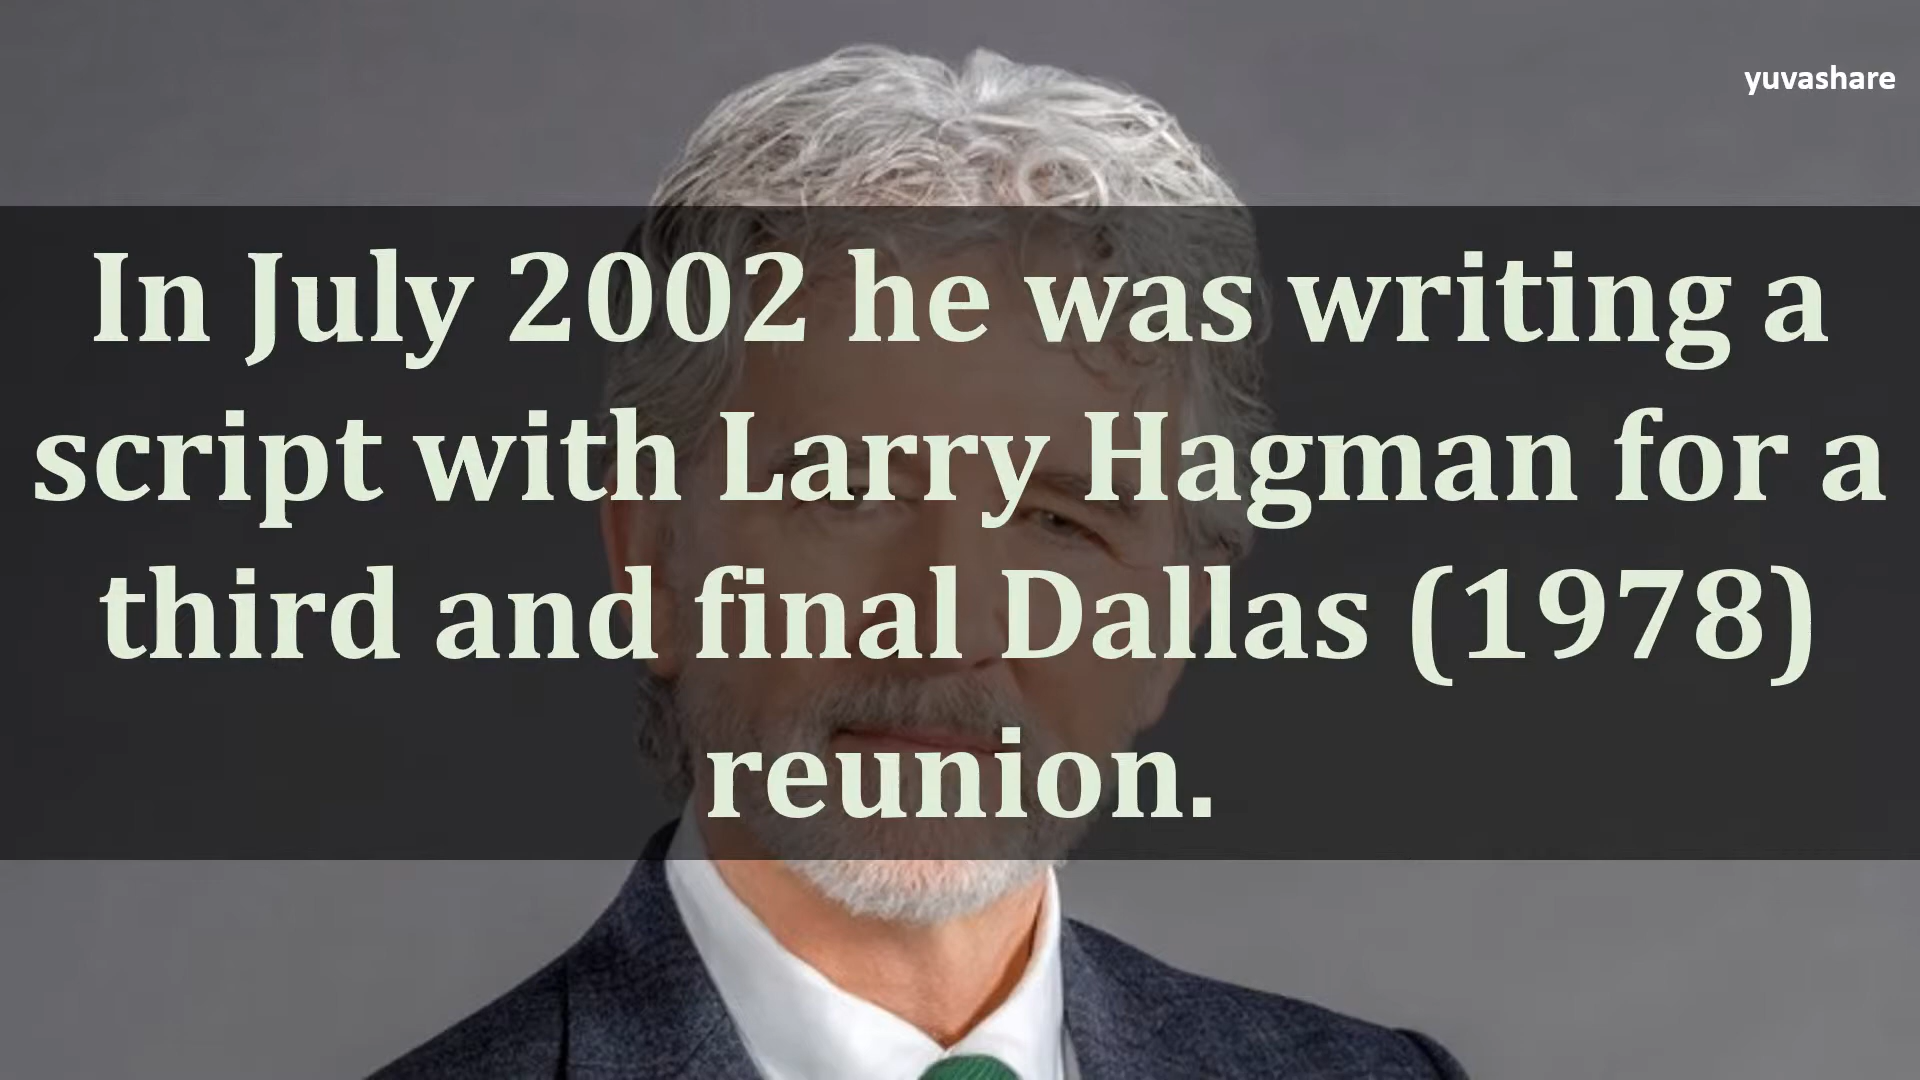 yuvashare
In July 2002 he was writing a
script with Larry Hagman for a
third and final Dallas (1978)
reunion.